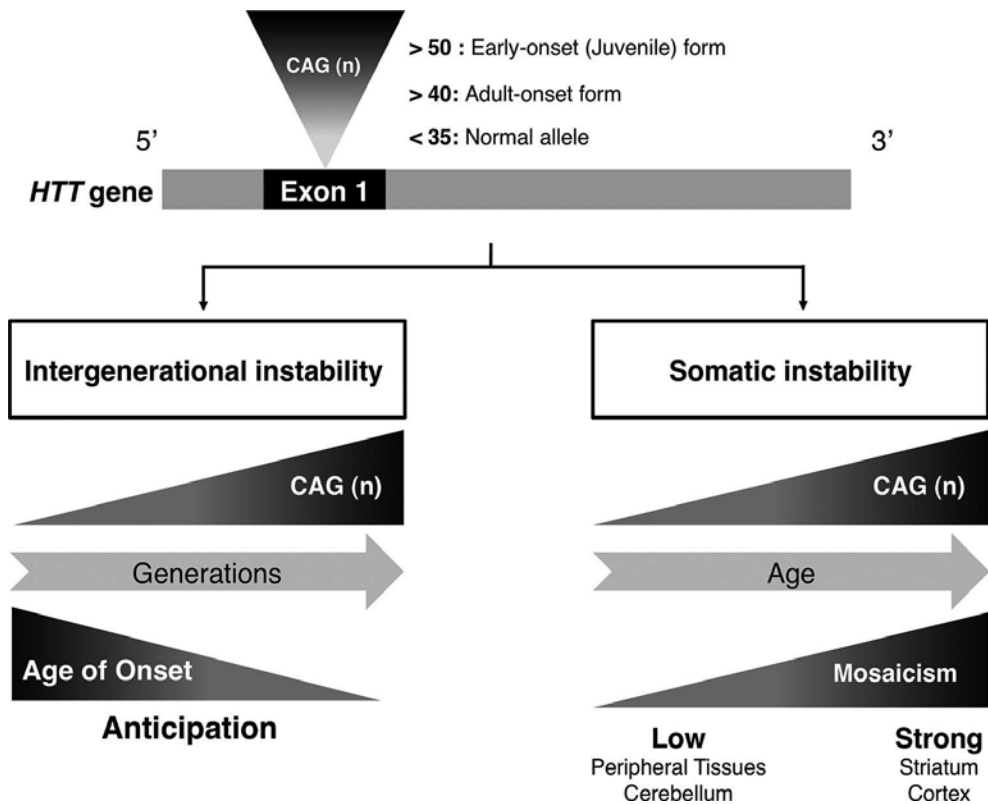 CAG (n)
> 50 : Early-onset (Juvenile) form
> 40: Adult-onset form
< 35: Normal allele
5’
3’
HTT gene
Exon 1
Intergenerational instability
Somatic instability
CAG (n)
CAG (n)
Generations
Age
Age of Onset
Mosaicism
Anticipation
Low
Strong
Peripheral Tissues
Striatum
Cerebellum
Cortex